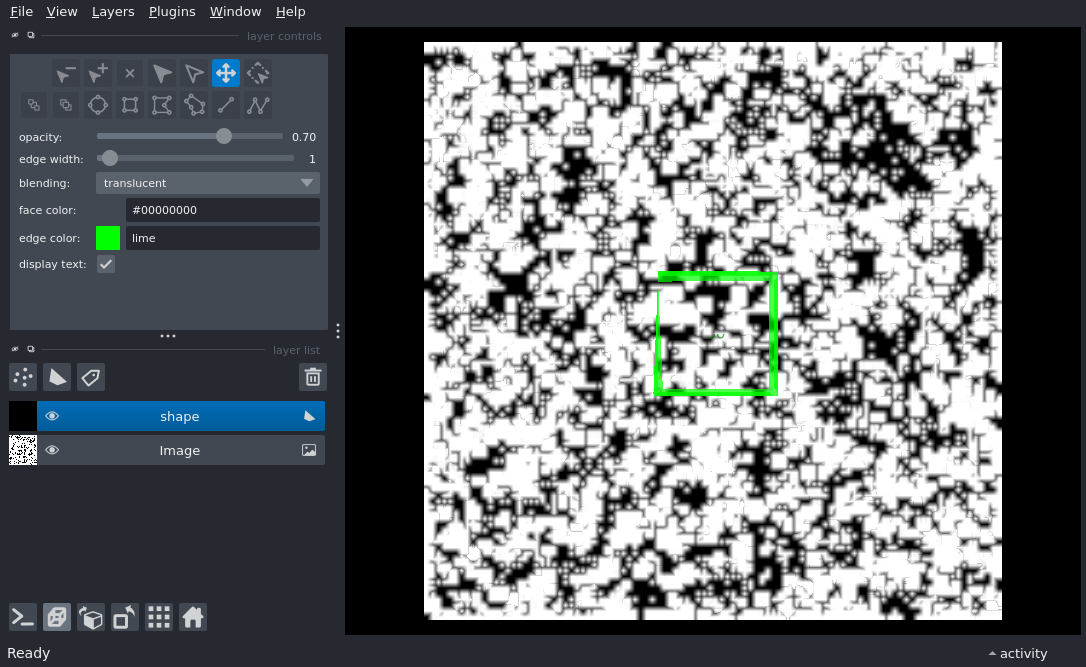 File View Layers Plugins Window Help
layer controls
opacity: 0.70
edge width: 1
blending: translucent
face color: #00000000
edge color: lime
display text:
layer list
shape
Image
Ready
activity